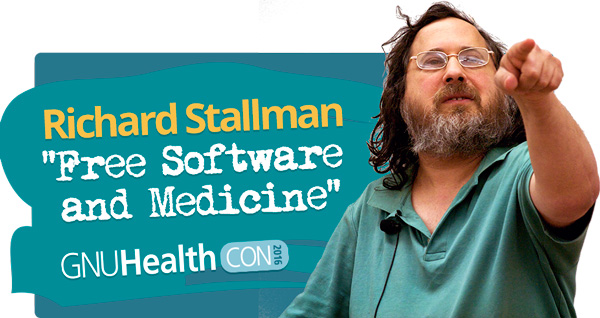 Richard Stallman
"Free Software
and Medicine"
GNUHealth CON 2016